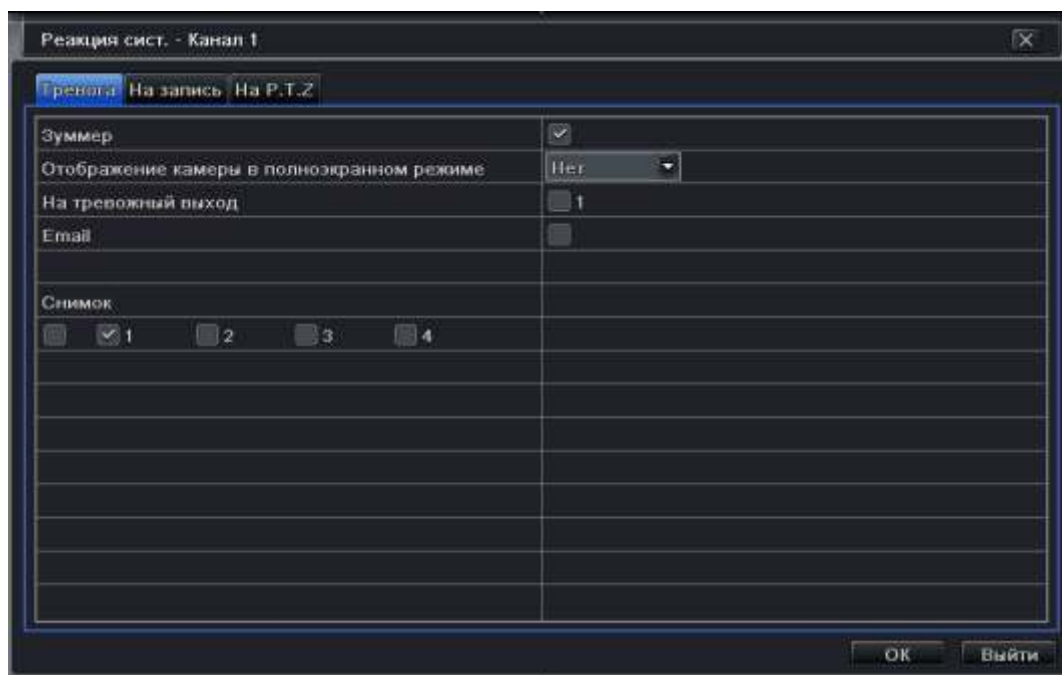 Реакция сист. - Канал 1
Тревога На запись На P.T.Z
Зуммер
Отображение камеры в полноэкранном режиме Нет
На тревожный выход 1
Email
Снимок
1 2 3 4
ОК Выйти